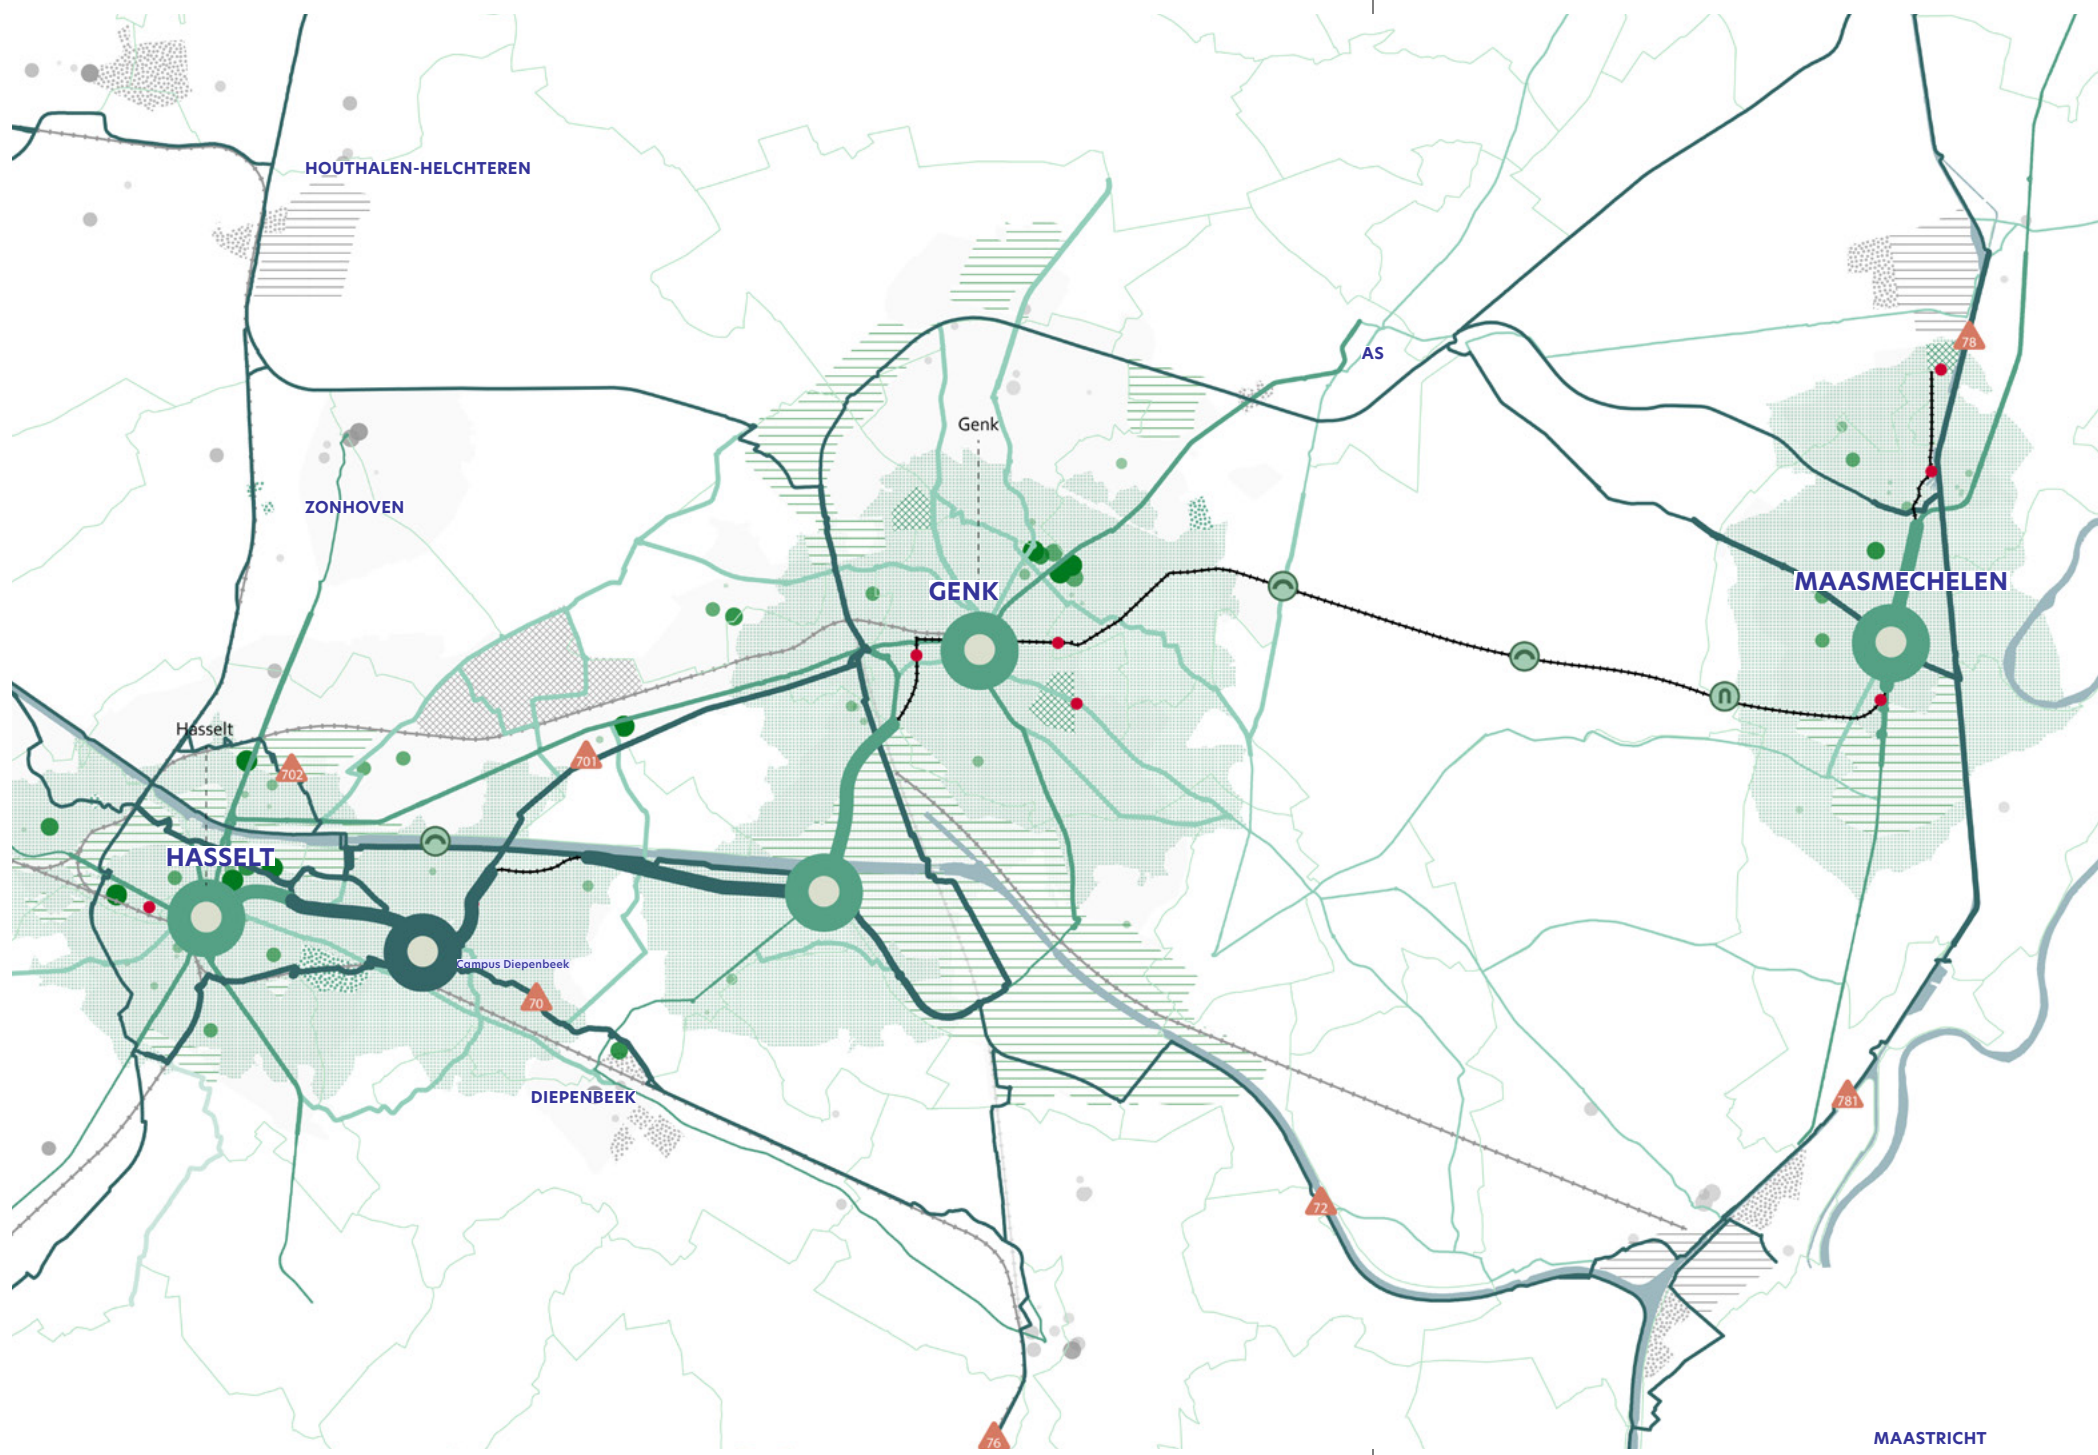 HOUTHALEN-HELCHTEREN
78
AS
Genk
ZONHOVEN
MAASMECHELEN
GENK
Hasselt
701
702
HASSELT
Campus Diepenbeek
70
DIEPENBEEK
781
72
76
MAASTRICHT